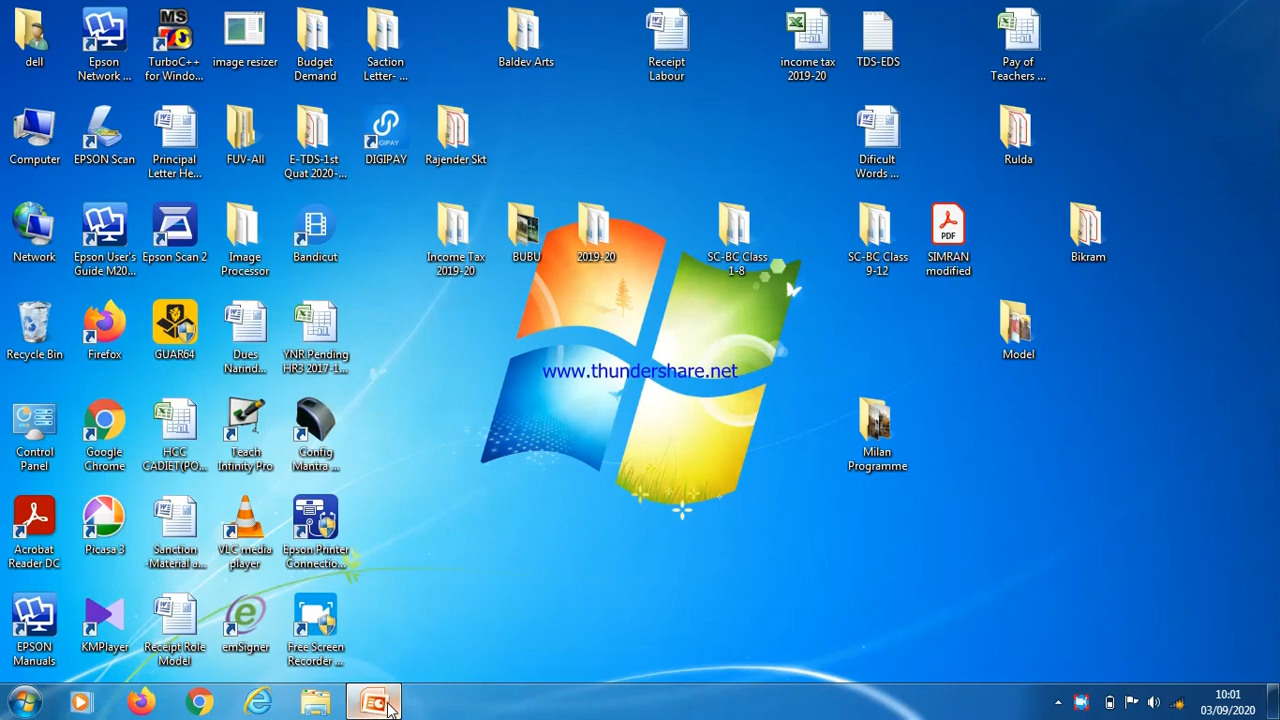 dell
Epson
Network ...
TurboC++
for Windo...
image resizer
Budget
Demand
Saction
Letter- ...
Baldev Arts
Receipt
Labour
income tax
2019-20
TDS-EDS
Pay of
Teachers ...
Computer
EPSON Scan
Principal
Letter He...
FUV-All
E-TDS-1st
Quat 2020-...
GIPAY
DIGIPAY
Rajender Skt
Dificult
Words ...
Rulda
Network
Epson User's
Guide M20...
Epson Scan 2
Image
Processor
Bandicut
Income Tax
2019-20
BUBU
2019-20
SC-BC Class
1-8
SC-BC Class
9-12
PDF
SIMRAN
modified
Bikram
Recycle Bin
Firefox
GUAR64
Dues
Narind...
YNR Pending
HR3 2017-1...
www.thundershare.net
Model
Control
Panel
Google
Chrome
HCC
CADIET(PO...
Teach
Infinity Pro
Config
Mantra ...
Milan
Programme
Acrobat
Reader DC
Picasa 3
Sanction
-Material a...
VLC media
player
Epson Printer
Connectio...
EPSON
Manuals
KMPlayer
Receipt Role
Model
emSigner
Free Screen
Recorder ...
10:01
03/09/2020